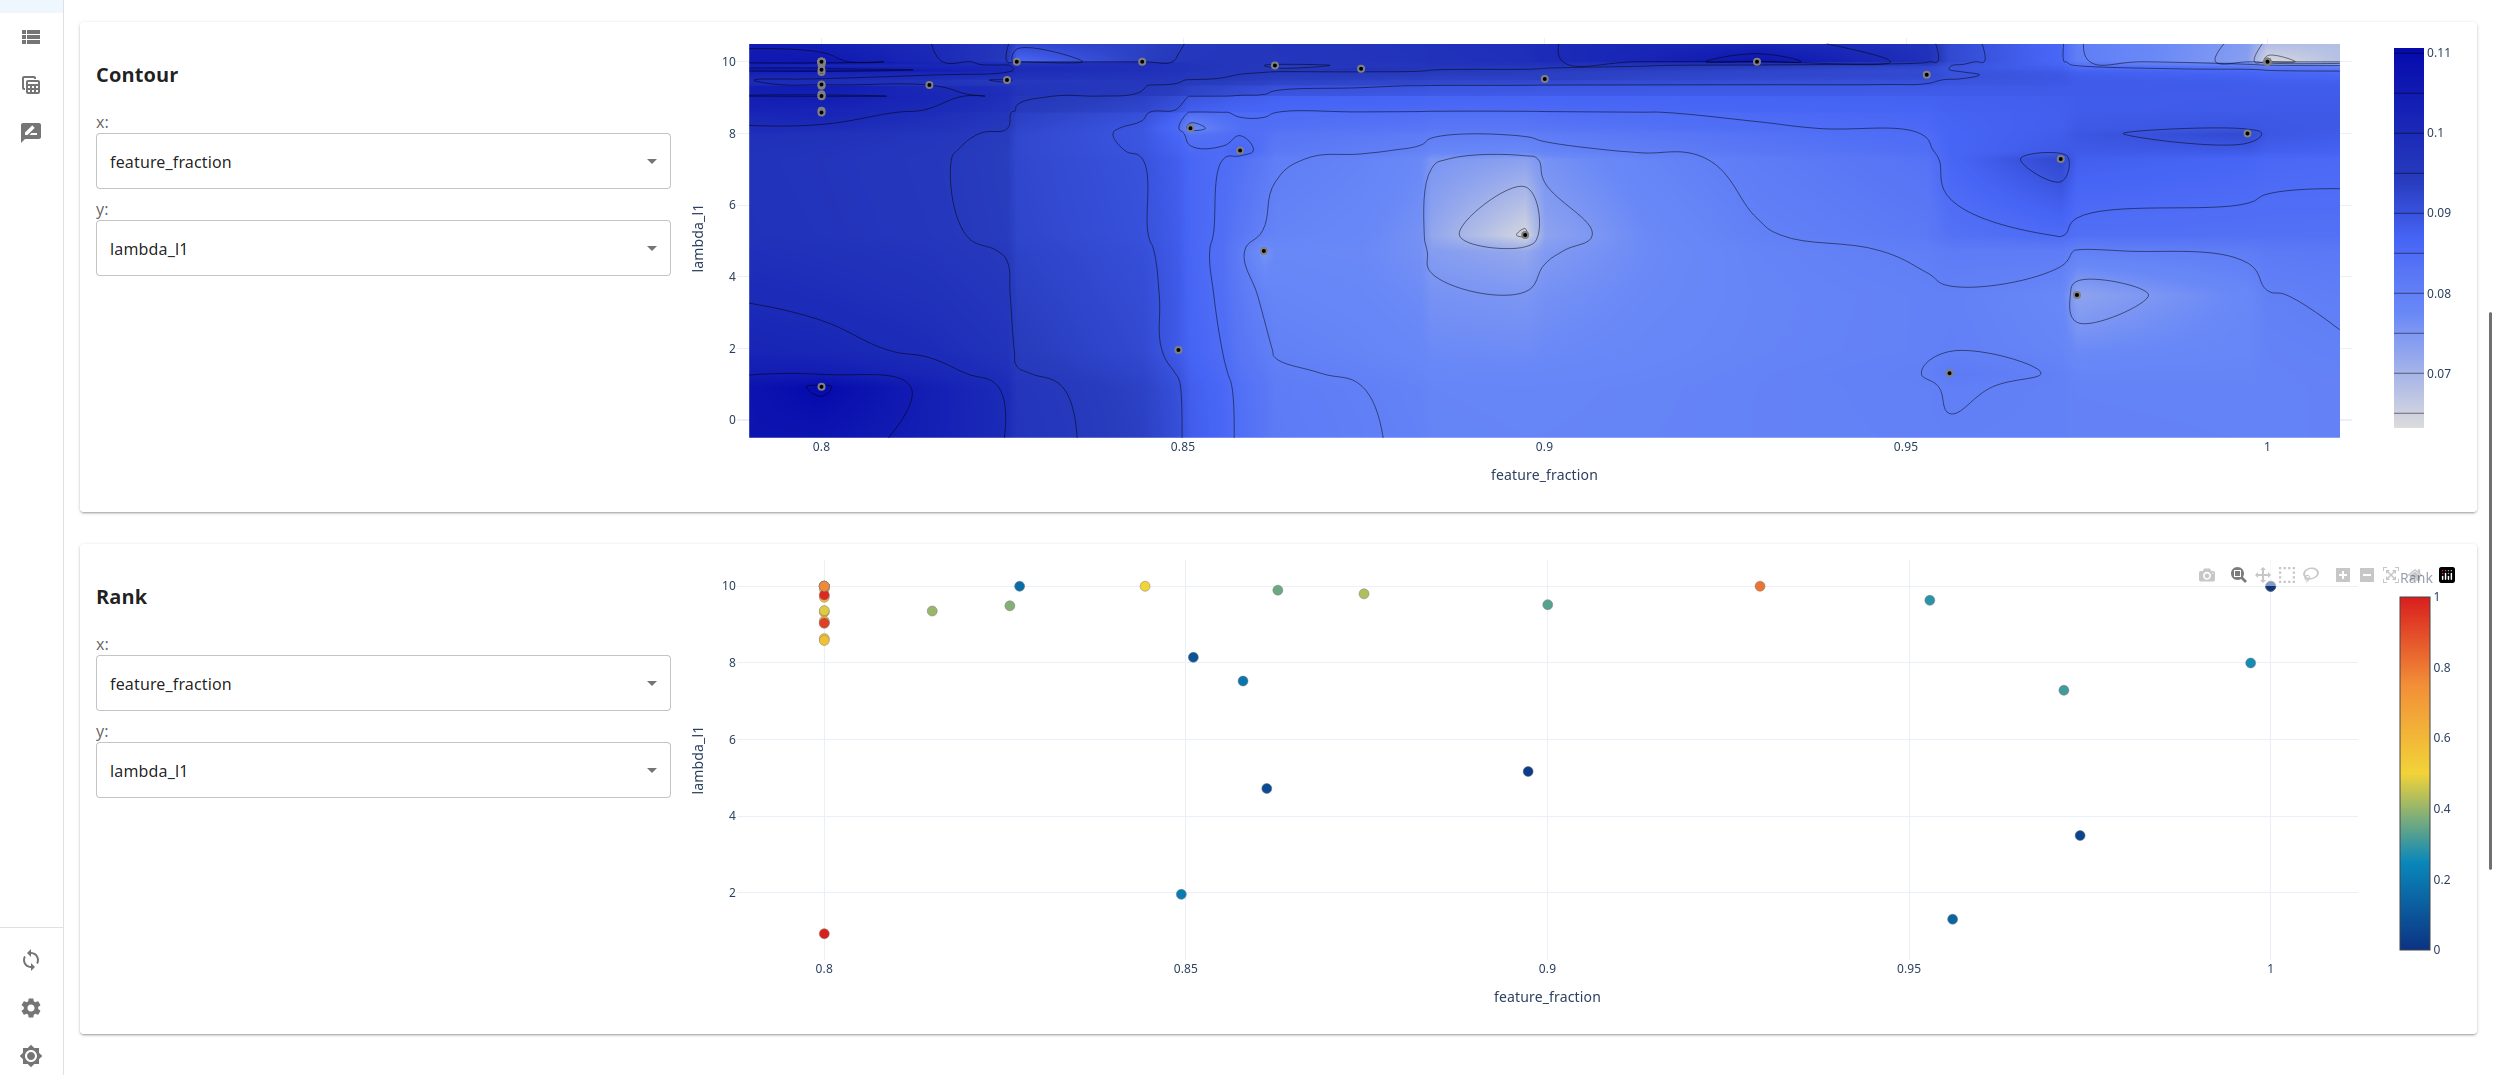 Contour
x:
feature_fraction
y:
lambda_l1
lambda_l1
10
8
6
4
2
0
0.8
0.85
0.9
0.95
1
feature_fraction
0.11
0.1
0.09
0.08
0.07
Rank
x:
feature_fraction
y:
lambda_l1
lambda_l1
10
8
6
4
2
0.8
0.85
0.9
0.95
1
feature_fraction
Rank
1
0.8
0.6
0.4
0.2
0